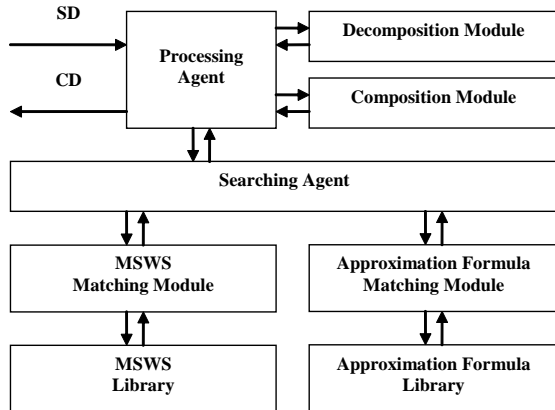 SD
CD
Processing
Agent
Decomposition Module
Composition Module
Searching Agent
MSWS
Matching Module
Approximation Formula
Matching Module
MSWS
Library
Approximation Formula
Library